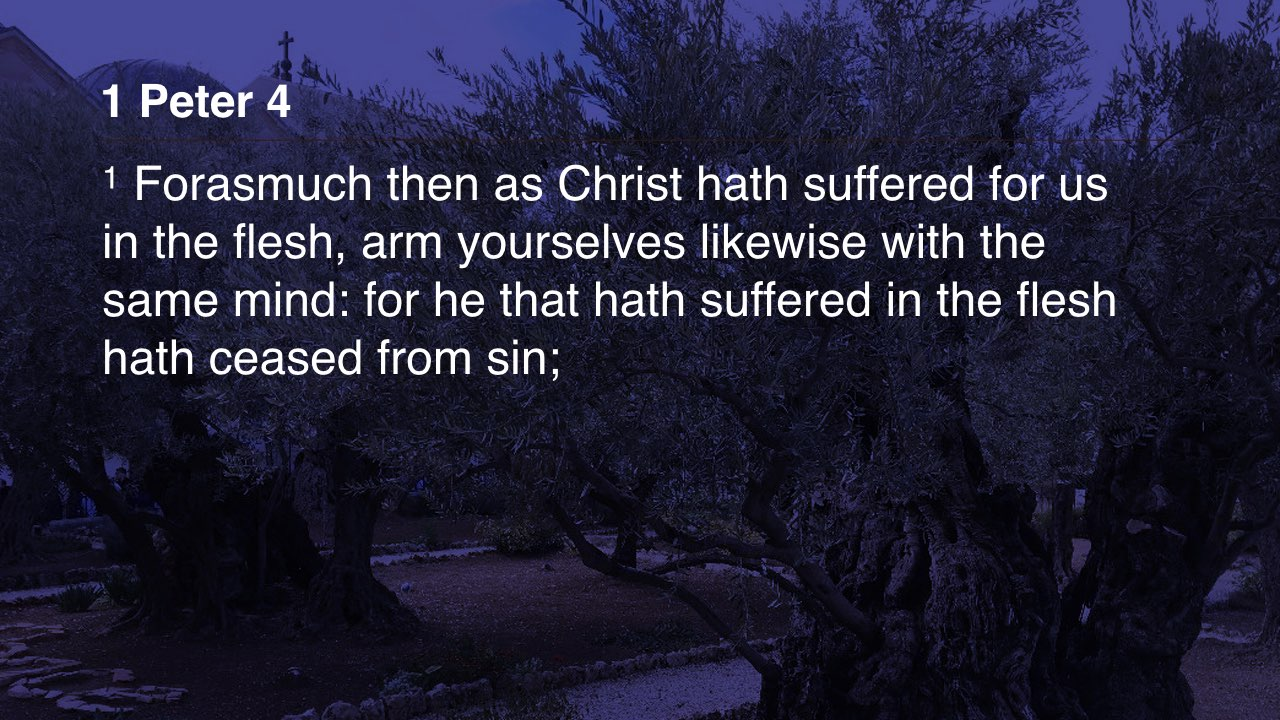 1 Peter 4
1 Forasmuch then as Christ hath suffered for us
in the flesh, arm yourselves likewise with the
same mind: for he that hath suffered in the flesh
hath ceased from sin;